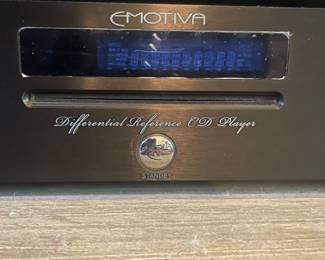 EMOTIVA
Differential Reference CD Player
STANDBY